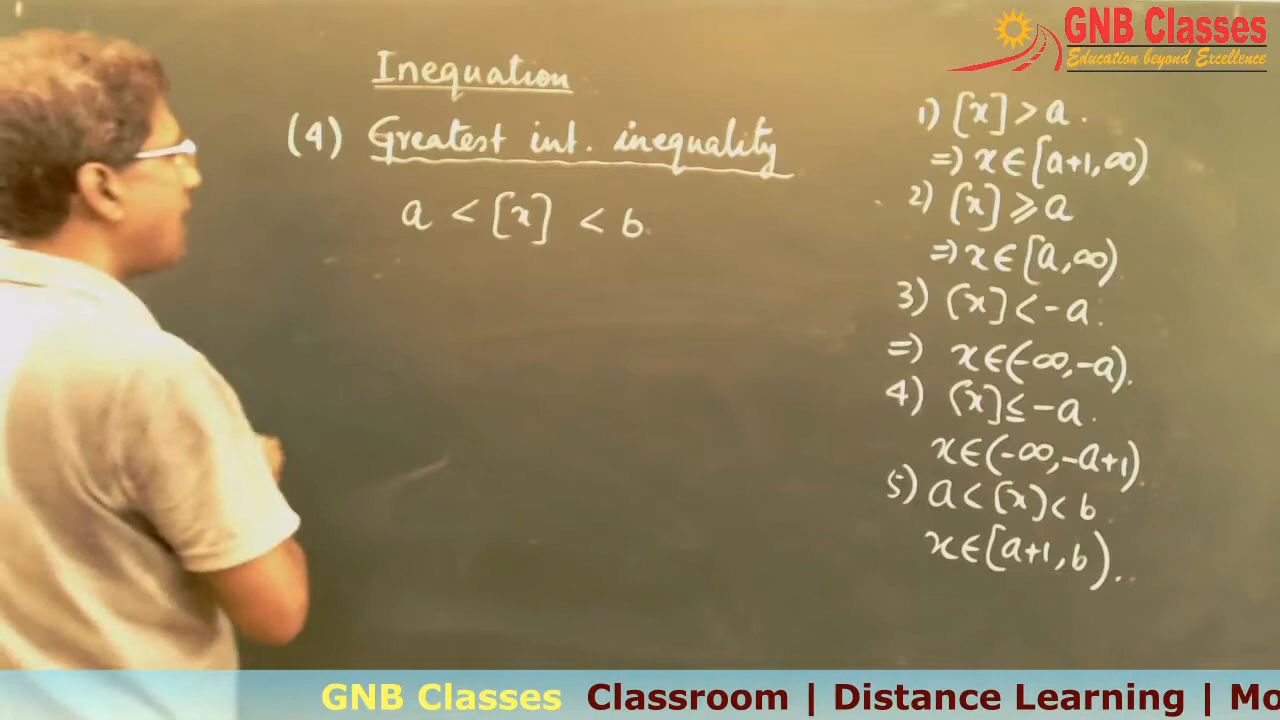 GNB Classes
Education beyond Excellence
Inequation
(4) Greatest int. inequality
a < [x] < b.
1) [x] > a.
=) x ∈ [a+1, ∞)
2) [x] ⩾ a
=) x ∈ [a, ∞)
3) [x] < -a.
=) x ∈ (-∞, -a).
4) [x] ≤ -a.
x ∈ (-∞, -a+1)
5) a < [x] < b
x ∈ [a+1, b)..
GNB Classes Classroom | Distance Learning | Mo